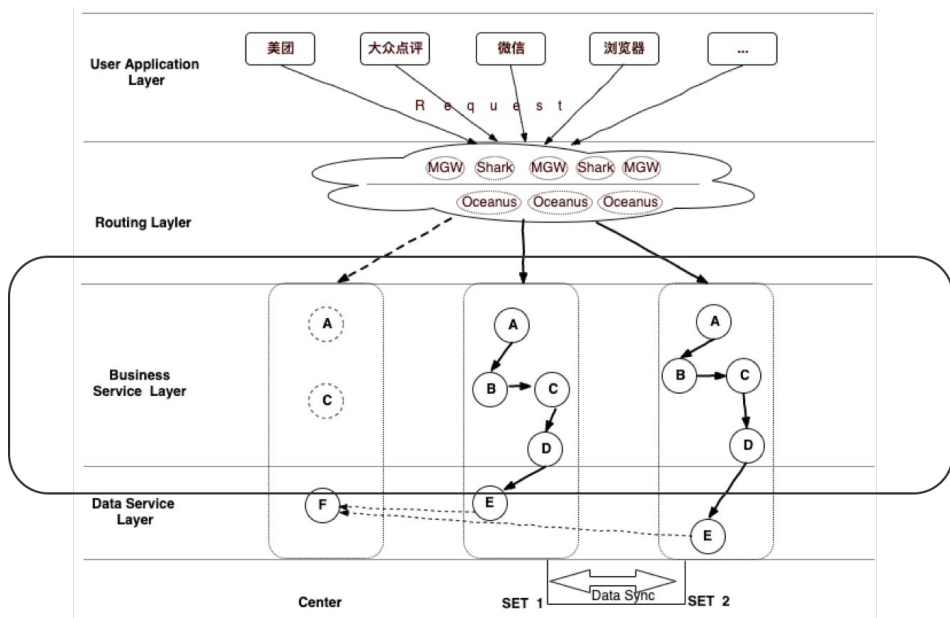 美团
大众点评
微信
浏览器
...
User Application
Layer
Request
MGW
Shark
MGW
Shark
MGW
Oceanus
Oceanus
Oceanus
Routing Layler
A
A
A
Business
Service Layer
B
C
B
C
C
D
D
Data Service
Layer
F
E
E
Center
SET 1
Data Sync
SET 2